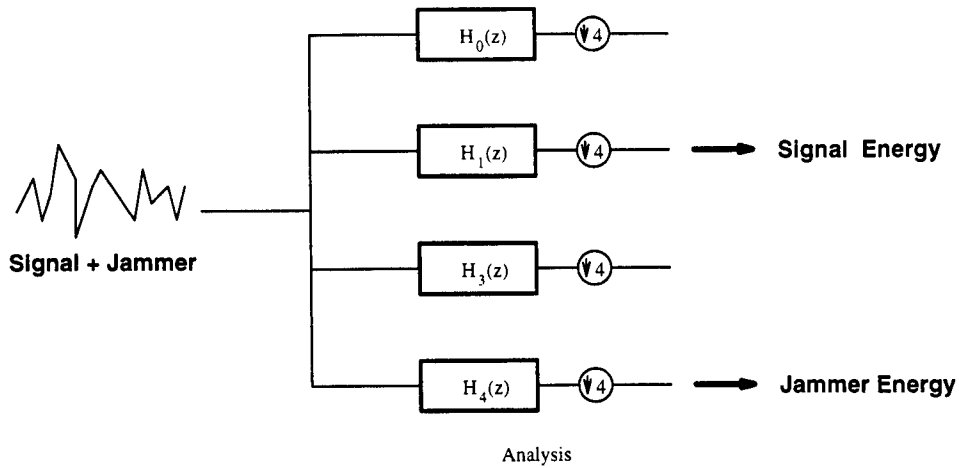 H0(z)
4
H1(z)
4
Signal Energy
Signal + Jammer
H3(z)
4
H4(z)
4
Jammer Energy
Analysis